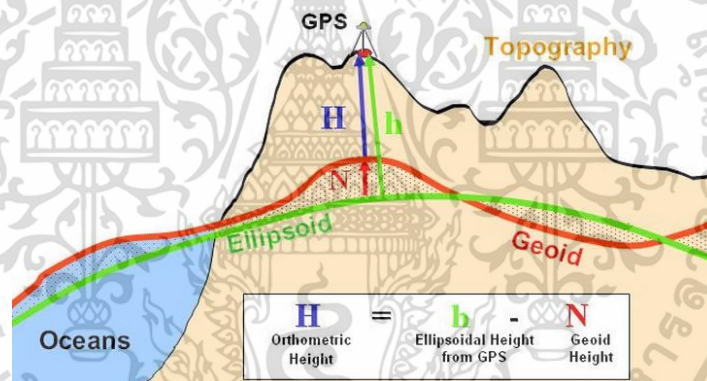 GPS
Topography
H
h
N
Ellipsoid
Geoid
Oceans
H = h - N
Orthometric Height
Ellipsoidal Height from GPS
Geoid Height